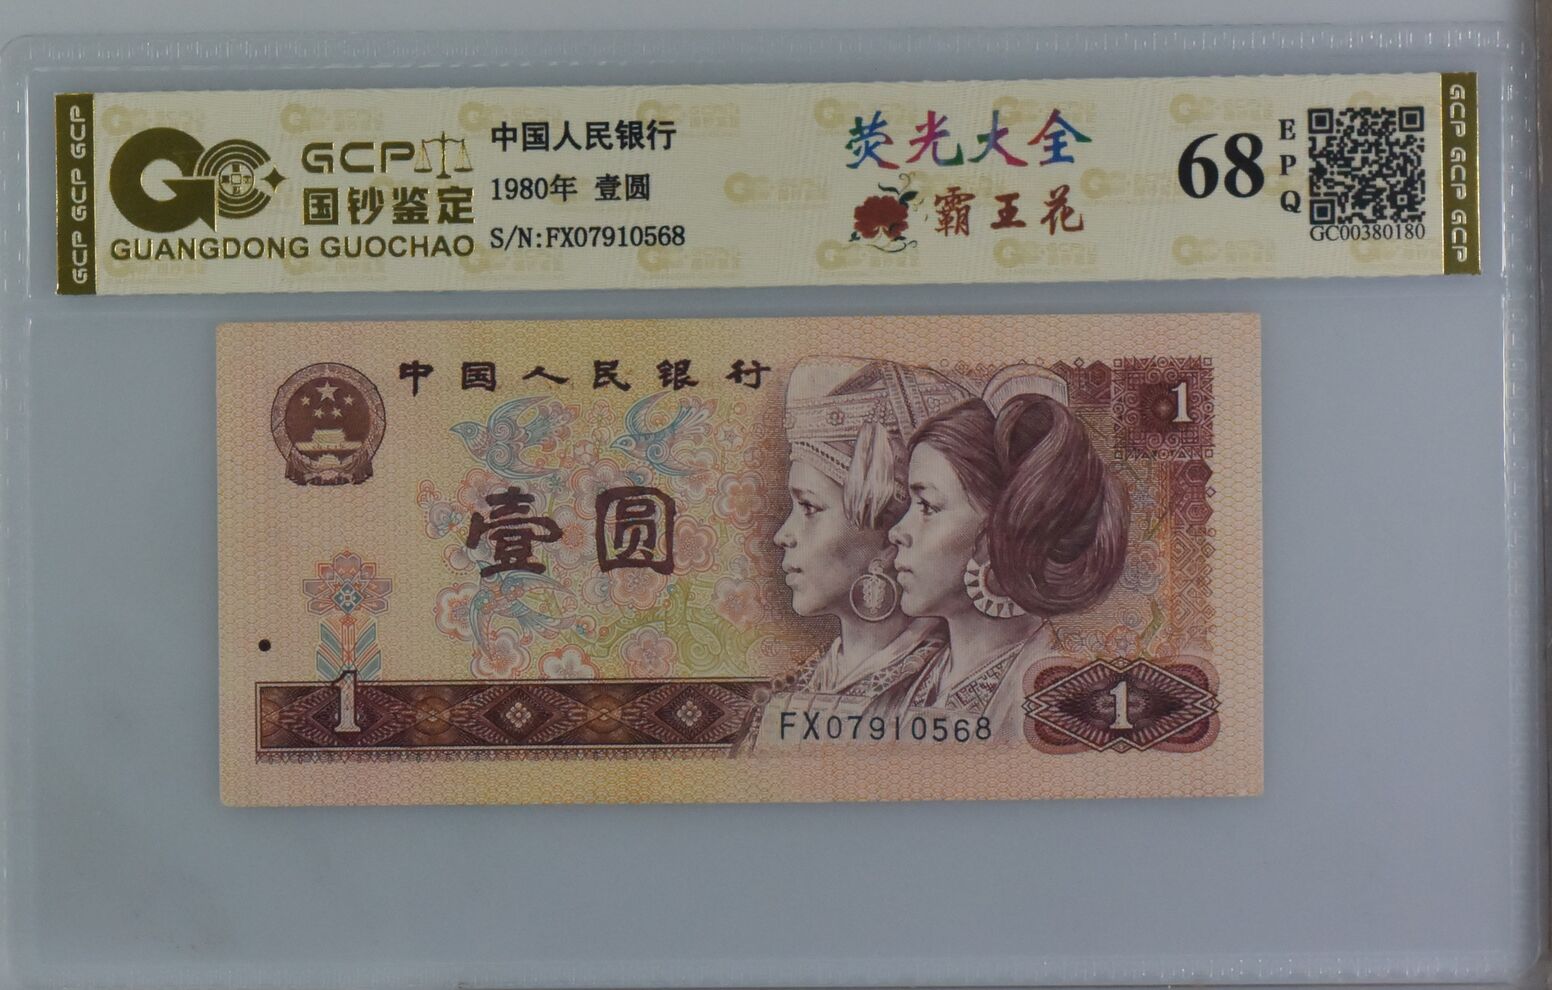 GCP GCP GCP
GCP
国钞鉴定
GUANGDONG GUOCHAO
中国人民银行
1980年 壹圆
S/N:FX07910568
荧光大全
霸王花
68
EPQ
GC00380180
GCP GCP GCP
中国人民银行
1
壹圆
1
FX07910568
1